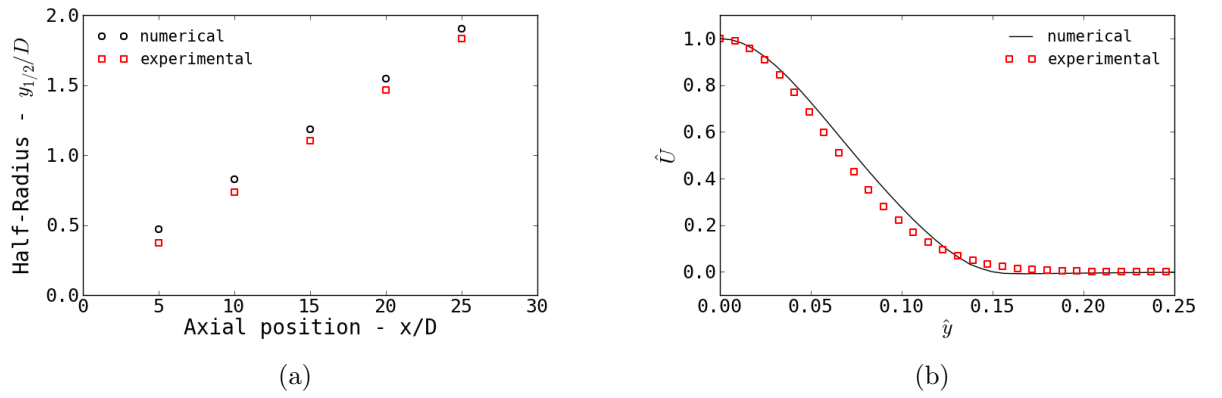 2.0
1.5
1.0
0.5
0.0
0 5 10 15 20 25 30
Half-Radius - y_{1/2}/D
Axial position - x/D
numerical
experimental
(a)
1.0
0.8
0.6
0.4
0.2
0.0
0.00 0.05 0.10 0.15 0.20 0.25
Û
ŷ
numerical
experimental
(b)